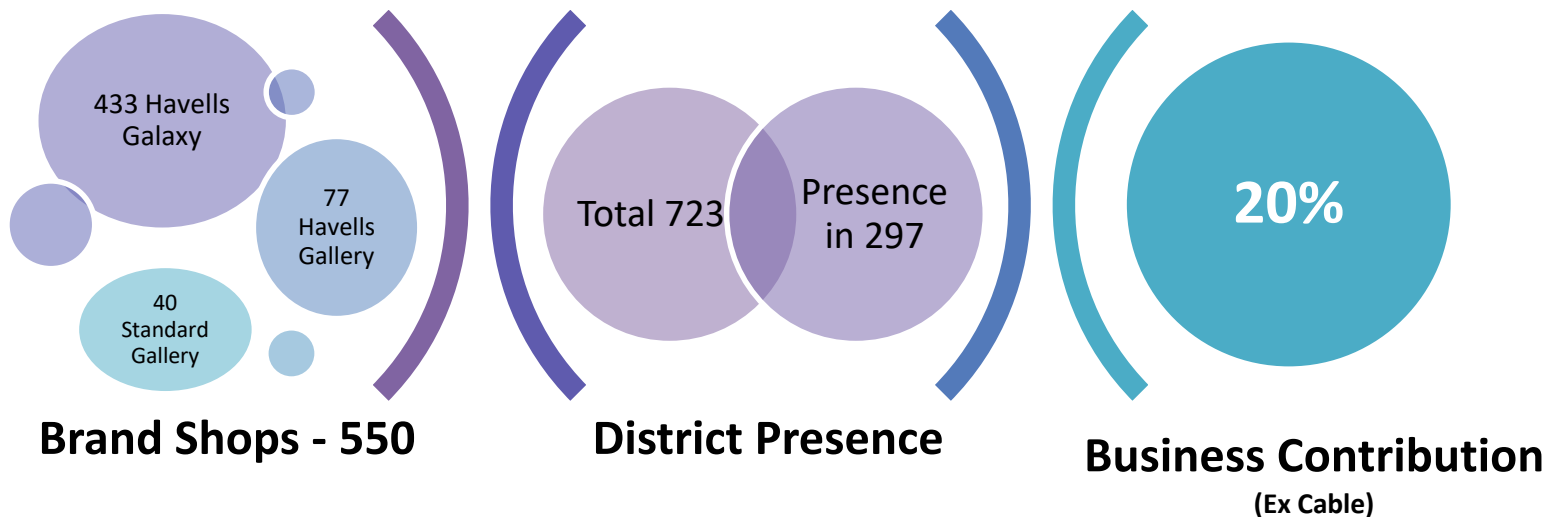 433 Havells
Galaxy
77
Havells
Gallery
40
Standard
Gallery
Brand Shops - 550
Total 723
Presence
in 297
District Presence
20%
Business Contribution
(Ex Cable)